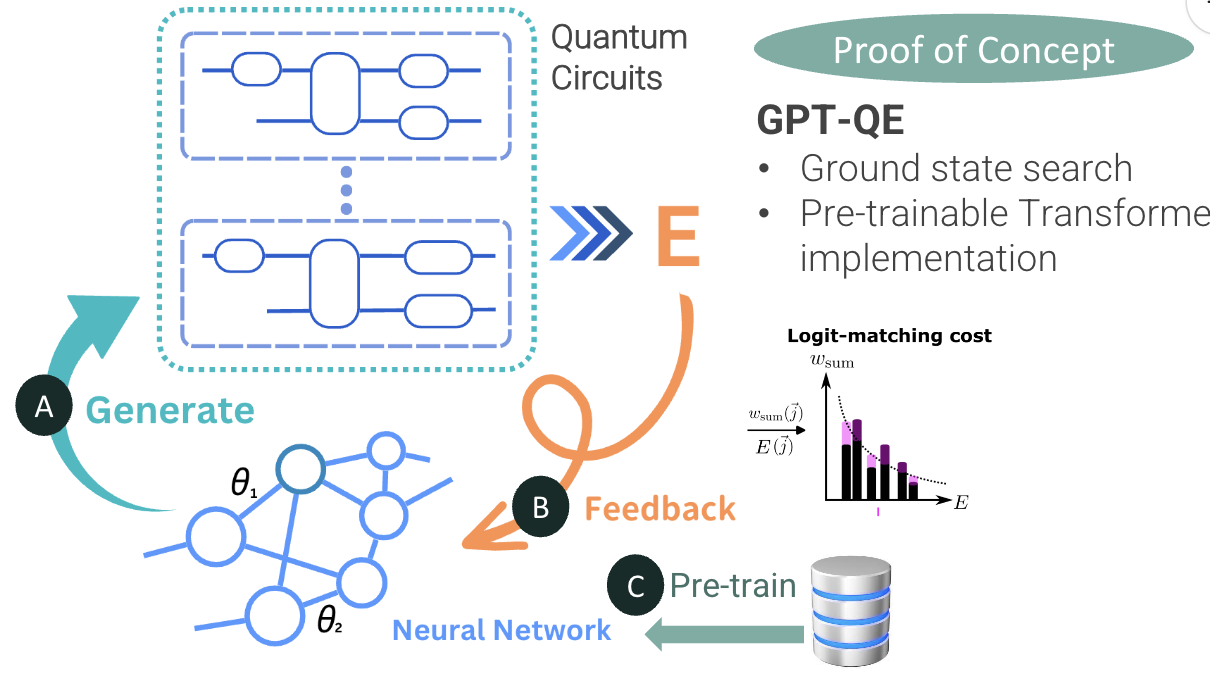 Quantum
Circuits
Proof of Concept
GPT-QE
• Ground state search
• Pre-trainable Transforme
implementation
E
A
Generate
θ₁
θ₂
B
Feedback
Neural Network
C
Pre-train
Logit-matching cost
w_sum
w_sum(j⃗)
E(j⃗)
E